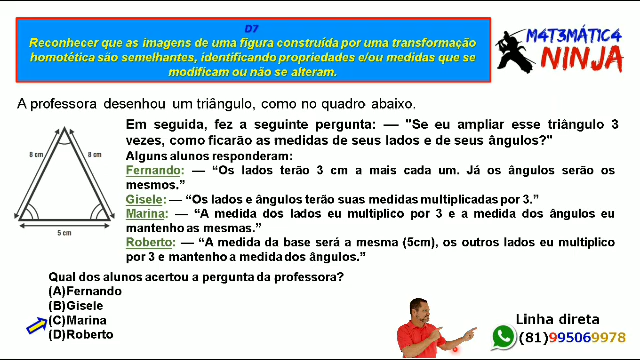 D7
Reconhecer que as imagens de uma figura construída por uma transformação
homotética são semelhantes, identificando propriedades e/ou medidas que se
modificam ou não se alteram.
M4T3MÁTIC4
NINJA
A professora desenhou um triângulo, como no quadro abaixo.
Em seguida, fez a seguinte pergunta: — "Se eu ampliar esse triângulo 3
vezes, como ficarão as medidas de seus lados e de seus ângulos?"
Alguns alunos responderam:
Fernando: — “Os lados terão 3 cm a mais cada um. Já os ângulos serão os
mesmos.”
Gisele: — “Os lados e ângulos terão suas medidas multiplicadas por 3.”
Marina: — “A medida dos lados eu multiplico por 3 e a medida dos ângulos eu
mantenho as mesmas.”
Roberto: — “A medida da base será a mesma (5cm), os outros lados eu multiplico
por 3 e mantenho a medida dos ângulos.”
8 cm
8 cm
5 cm
Qual dos alunos acertou a pergunta da professora?
(A)Fernando
(B)Gisele
(C)Marina
(D)Roberto
Linha direta
(81)995069978